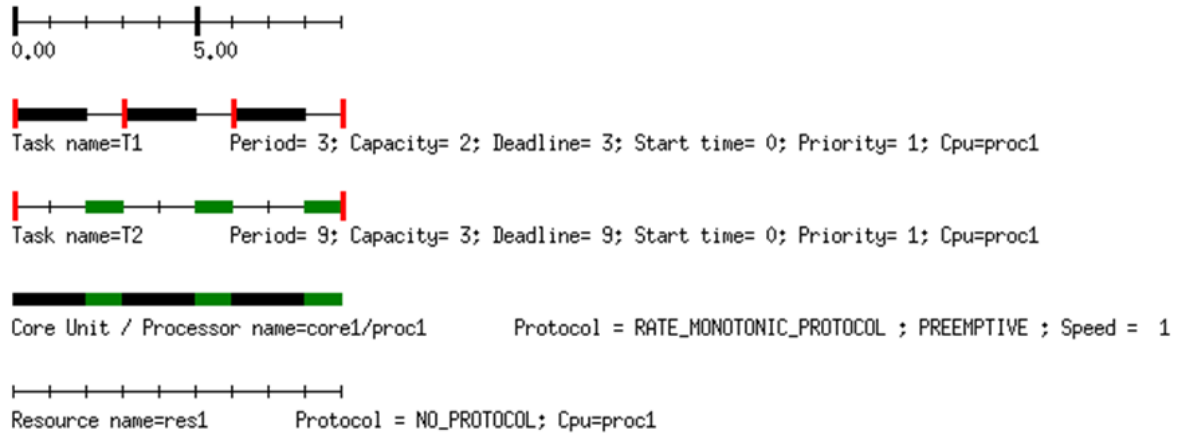 0.00 5.00
Task name=T1 Period= 3; Capacity= 2; Deadline= 3; Start time= 0; Priority= 1; Cpu=proc1
Task name=T2 Period= 9; Capacity= 3; Deadline= 9; Start time= 0; Priority= 1; Cpu=proc1
Core Unit / Processor name=core1/proc1 Protocol = RATE_MONOTONIC_PROTOCOL ; PREEMPTIVE ; Speed = 1
Resource name=res1 Protocol = NO_PROTOCOL; Cpu=proc1